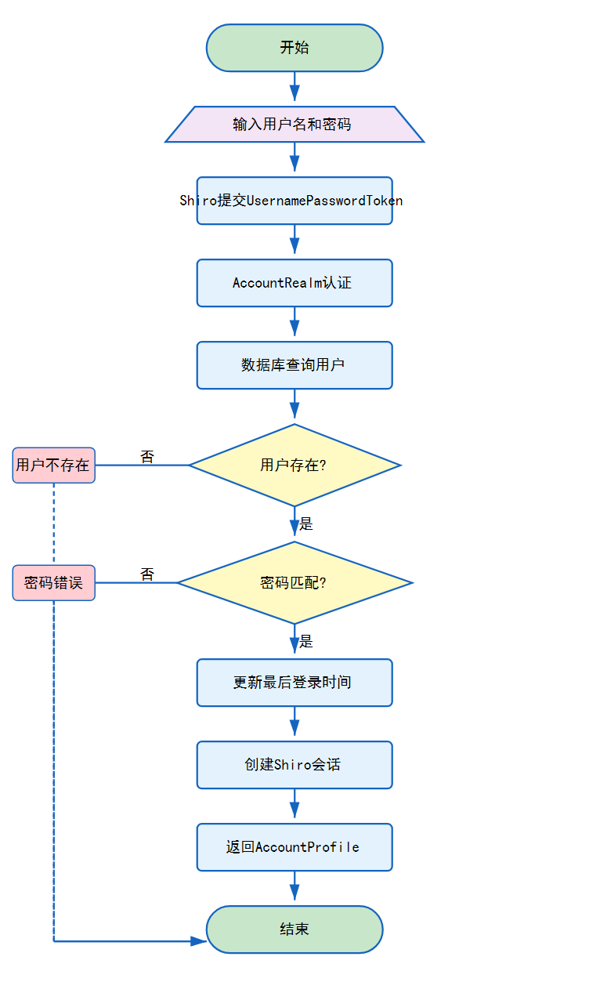 开始
输入用户名和密码
Shiro提交UsernamePasswordToken
AccountRealm认证
数据库查询用户
用户不存在
否
用户存在?
是
密码错误
否
密码匹配?
是
更新最后登录时间
创建Shiro会话
返回AccountProfile
结束